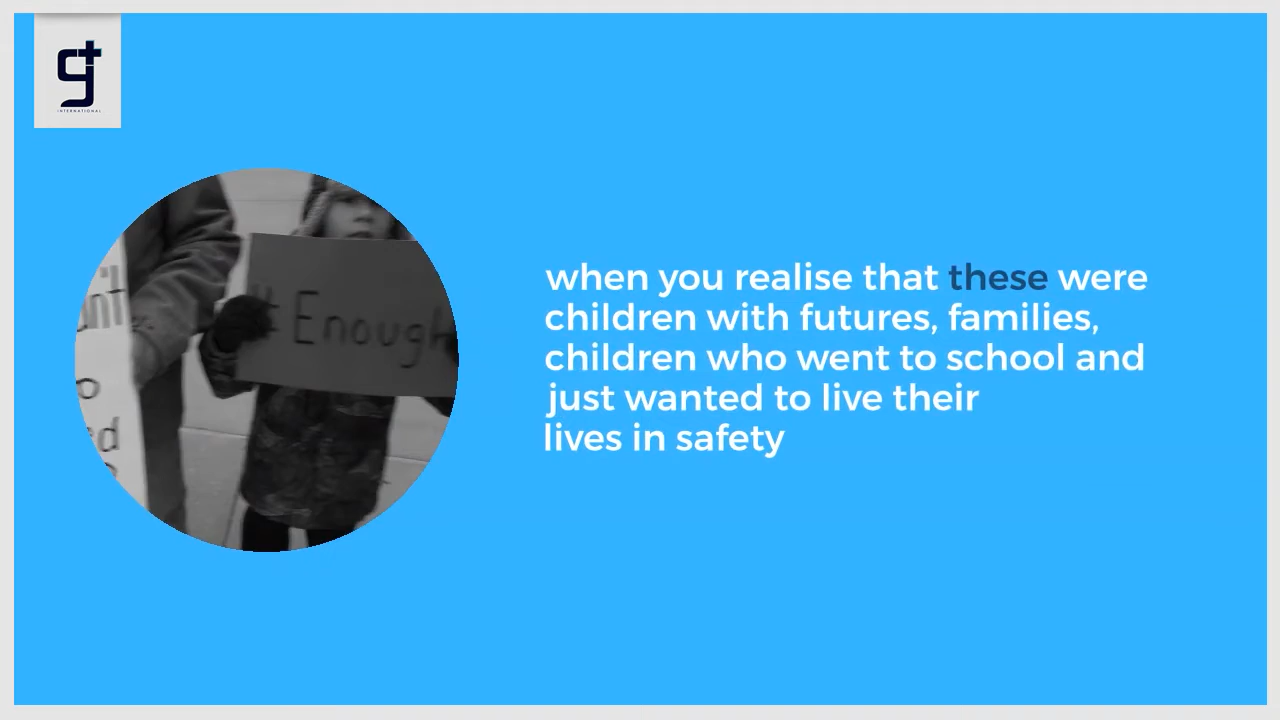 INTERNATIONAL
# Enough
when you realise that these were
children with futures, families,
children who went to school and
just wanted to live their
lives in safety